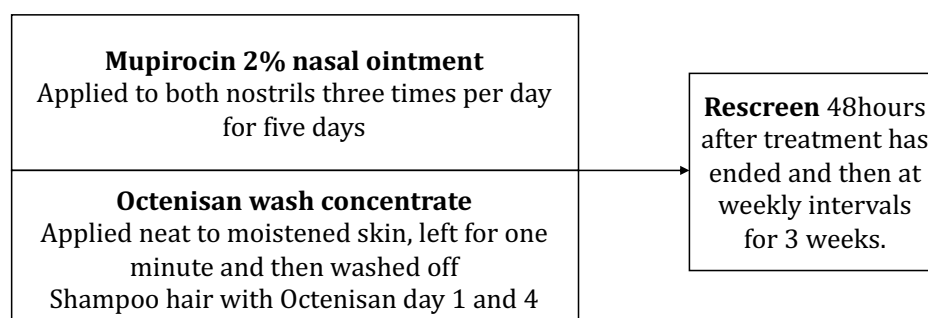 Mupirocin 2% nasal ointment
Applied to both nostrils three times per day
for five days
Octenisan wash concentrate
Applied neat to moistened skin, left for one
minute and then washed off
Shampoo hair with Octenisan day 1 and 4
Rescreen 48hours
after treatment has
ended and then at
weekly intervals
for 3 weeks.